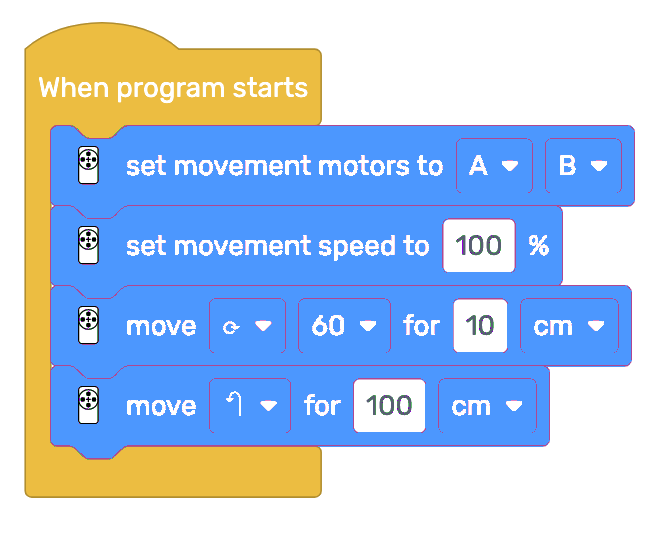 When program starts
set movement motors to A B
set movement speed to 100 %
move 60 for 10 cm
move for 100 cm